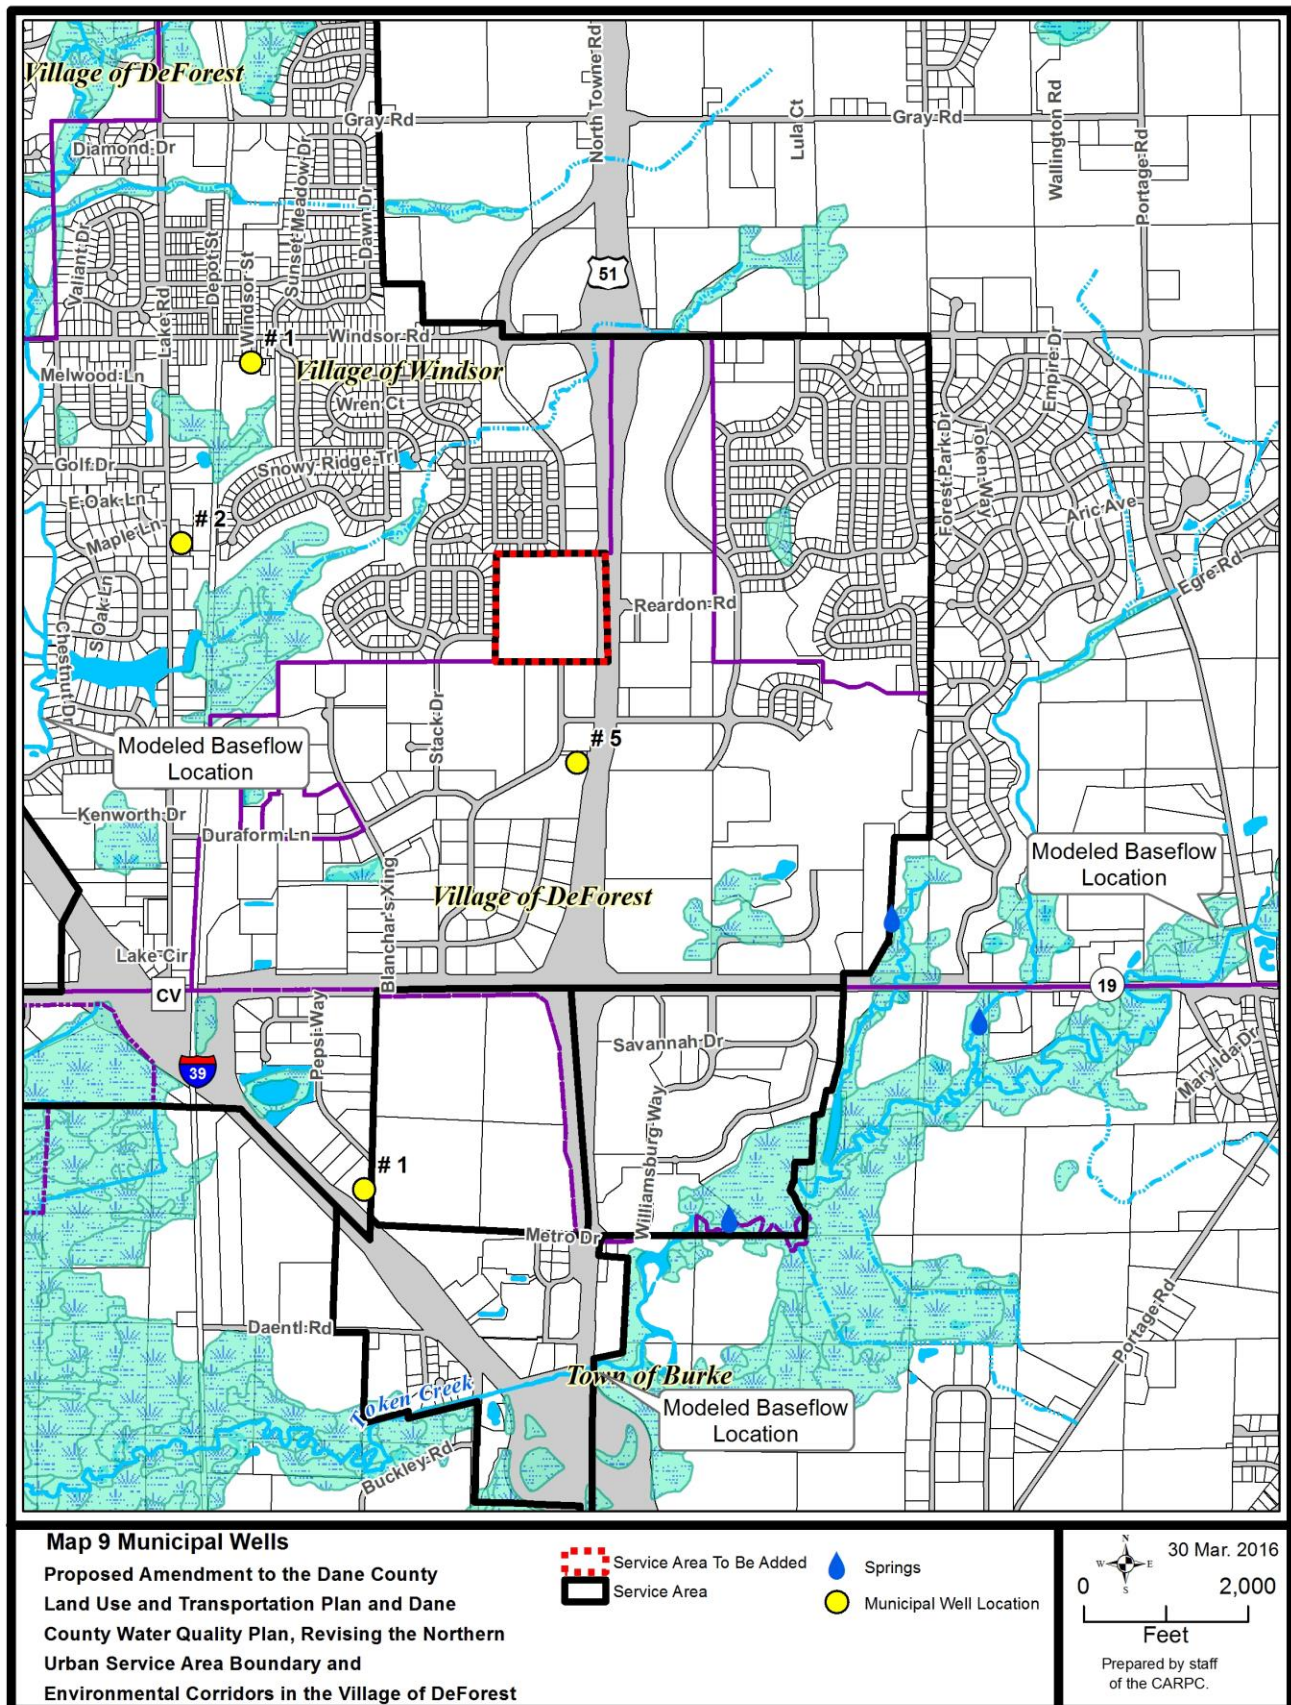 Village of DeForest
North Towne Rd
Gray Rd
Lula Ct
Gray Rd
Wallington Rd
Portage Rd
Diamond Dr
Sunset Meadow Dr
Dawn Dr
Valiant Dr
Depot St
Lake Rd
Windsor St
51
# 1
Windsor Rd
Village of Windsor
Melwood Ln
Wren Ct
Empire Dr
Forest Park Dr
Token Way
Golf Dr
Snowy Ridge Trl
E Oak Ln
Maple Ln
# 2
Aric Ave
Egre Rd
S Oak Ln
Chestnut Dr
Reardon Rd
Stack Dr
# 5
Modeled Baseflow
Location
Kenworth Dr
Duraform Ln
Modeled Baseflow
Location
Blanchar's Xing
Village of DeForest
Lake Cir
CV
19
Pepsi Way
Savannah Dr
Mary Ida Dr
39
Williamsburg Way
# 1
Metro Dr
Daentl Rd
Portage Rd
Town of Burke
Token Creek
Modeled Baseflow
Location
Buckley Rd
Map 9 Municipal Wells
Proposed Amendment to the Dane County
Land Use and Transportation Plan and Dane
County Water Quality Plan, Revising the Northern
Urban Service Area Boundary and
Environmental Corridors in the Village of DeForest
Service Area To Be Added
Service Area
Springs
Municipal Well Location
N
W E
S
30 Mar. 2016
0 2,000
Feet
Prepared by staff
of the CARPC.